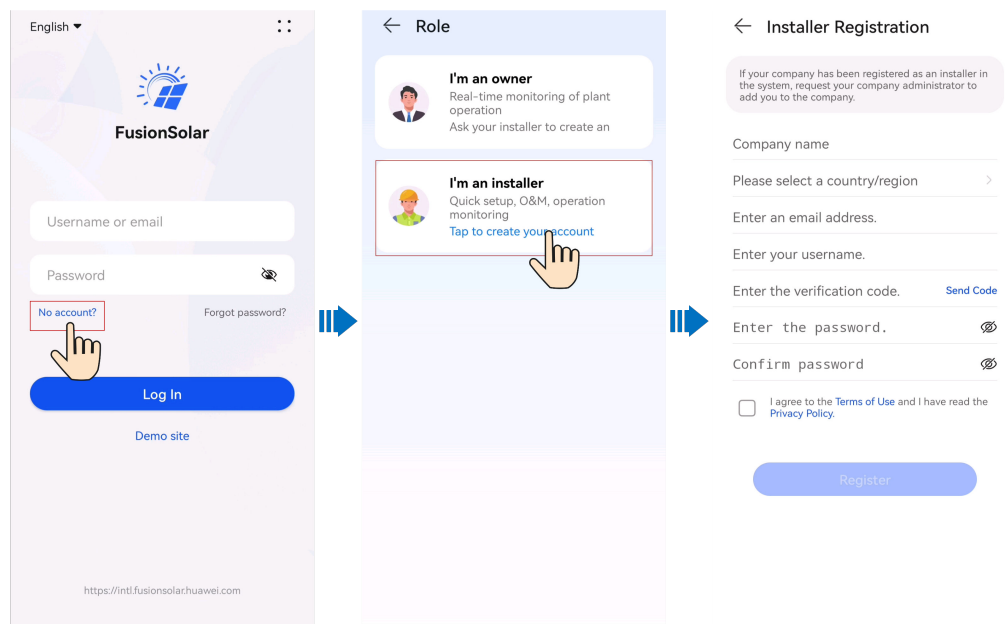 English
FusionSolar
Username or email
Password
No account?
Forgot password?
Log In
Demo site
https://intl.fusionsolar.huawei.com
Role
I'm an owner
Real-time monitoring of plant
operation
Ask your installer to create an
I'm an installer
Quick setup, O&M, operation
monitoring
Tap to create your account
Installer Registration
If your company has been registered as an installer in
the system, request your company administrator to
add you to the company.
Company name
Please select a country/region
Enter an email address.
Enter your username.
Enter the verification code.
Send Code
Enter the password.
Confirm password
I agree to the Terms of Use and I have read the
Privacy Policy.
Register